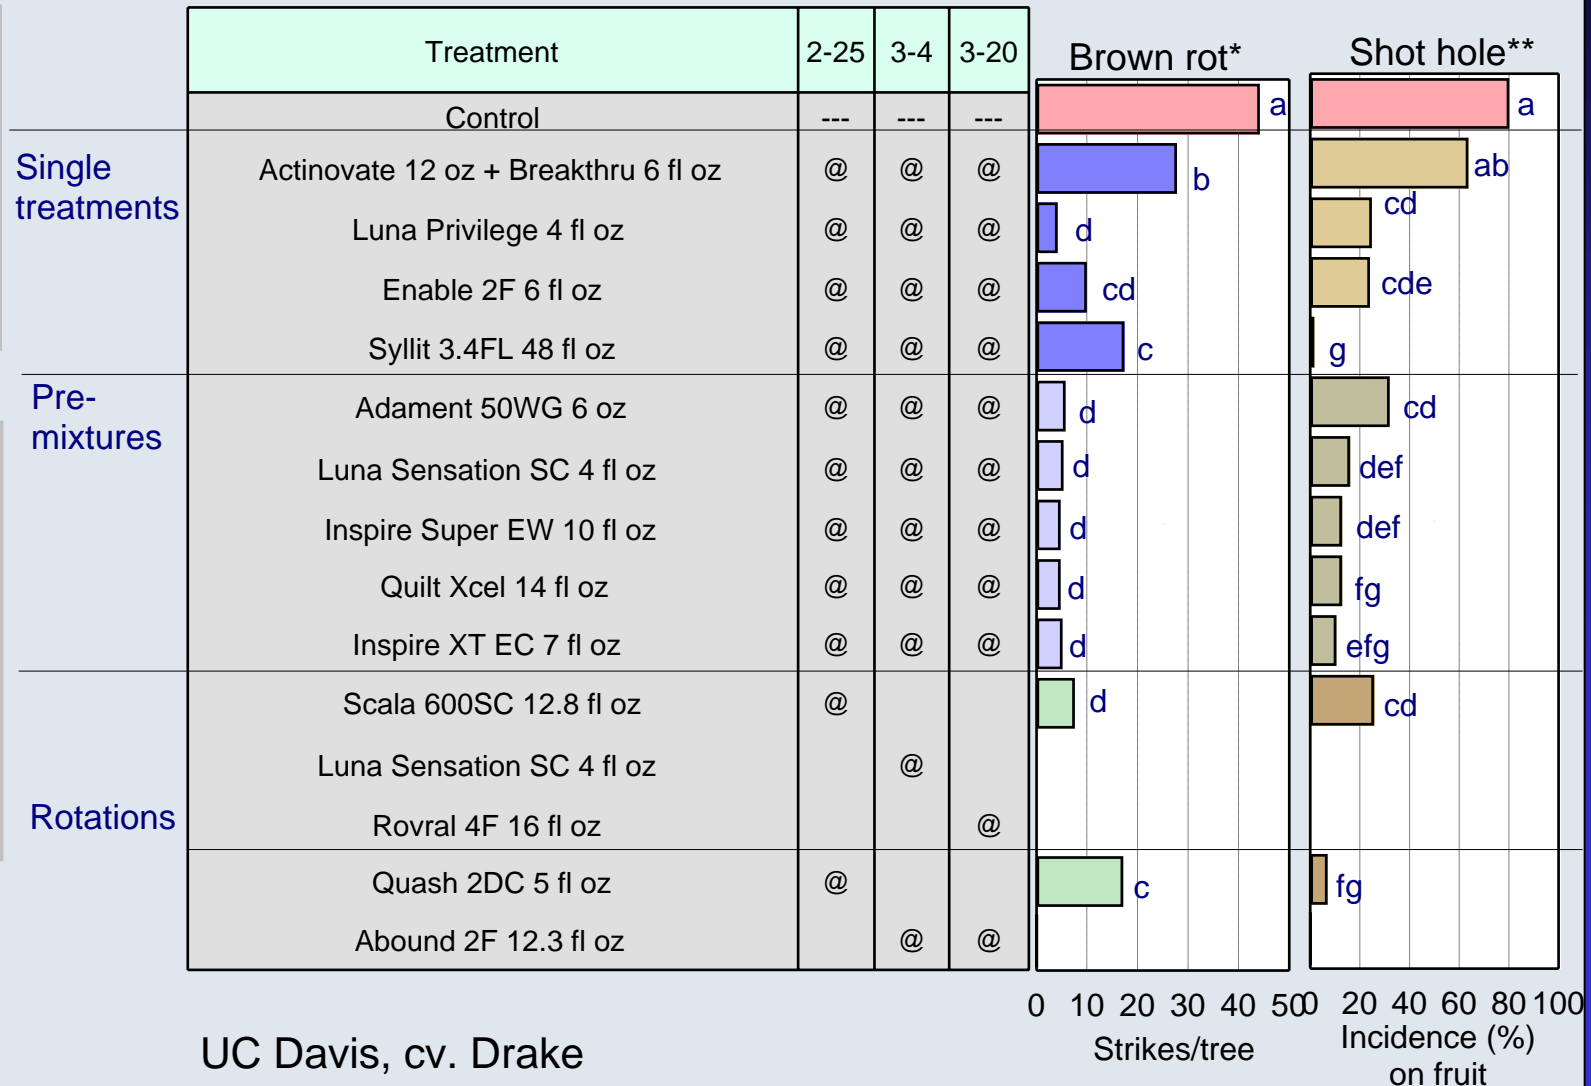 Treatment 2-25 3-4 3-20 Brown rot* Shot hole**
Control --- --- --- a a
Single
treatments
Actinovate 12 oz + Breakthru 6 fl oz @ @ @ b ab
Luna Privilege 4 fl oz @ @ @ d cd
Enable 2F 6 fl oz @ @ @ cd cde
Syllit 3.4FL 48 fl oz @ @ @ c g
Pre-
mixtures
Adament 50WG 6 oz @ @ @ d cd
Luna Sensation SC 4 fl oz @ @ @ d def
Inspire Super EW 10 fl oz @ @ @ d def
Quilt Xcel 14 fl oz @ @ @ d fg
Inspire XT EC 7 fl oz @ @ @ d efg
Rotations
Scala 600SC 12.8 fl oz @ d cd
Luna Sensation SC 4 fl oz @
Rovral 4F 16 fl oz @
Quash 2DC 5 fl oz @ c fg
Abound 2F 12.3 fl oz @ @
0 10 20 30 40 50 0 20 40 60 80 100
Strikes/tree
Incidence (%)
on fruit
UC Davis, cv. Drake